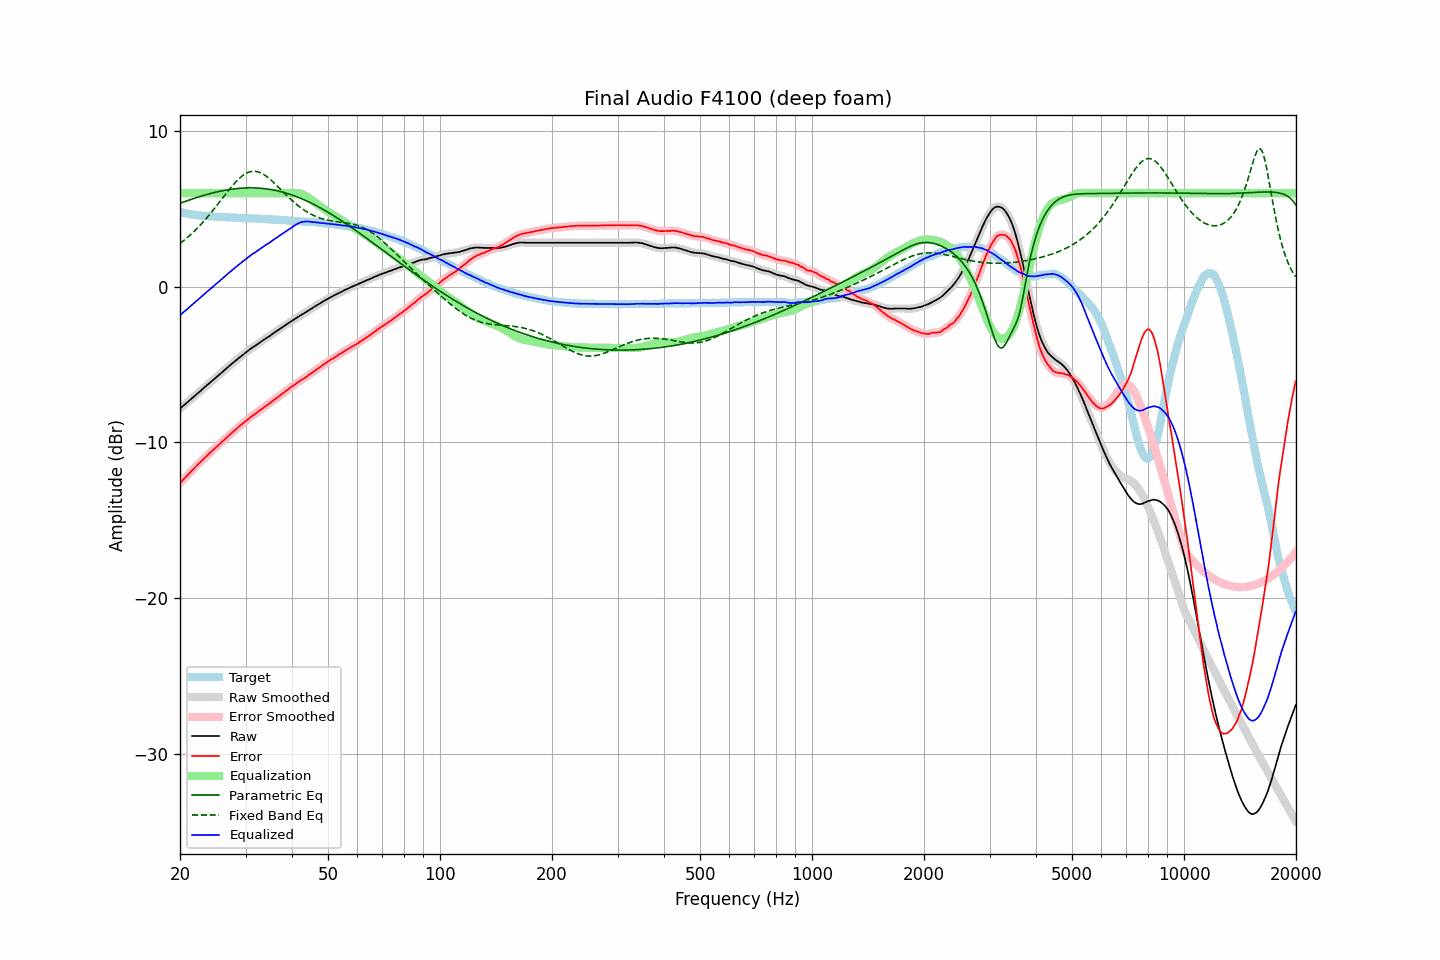 Final Audio F4100 (deep foam)
10
0
−10
−20
−30
Amplitude (dBr)
Target
Raw Smoothed
Error Smoothed
Raw
Error
Equalization
Parametric Eq
Fixed Band Eq
Equalized
20 50 100 200 500 1000 2000 5000 10000 20000
Frequency (Hz)